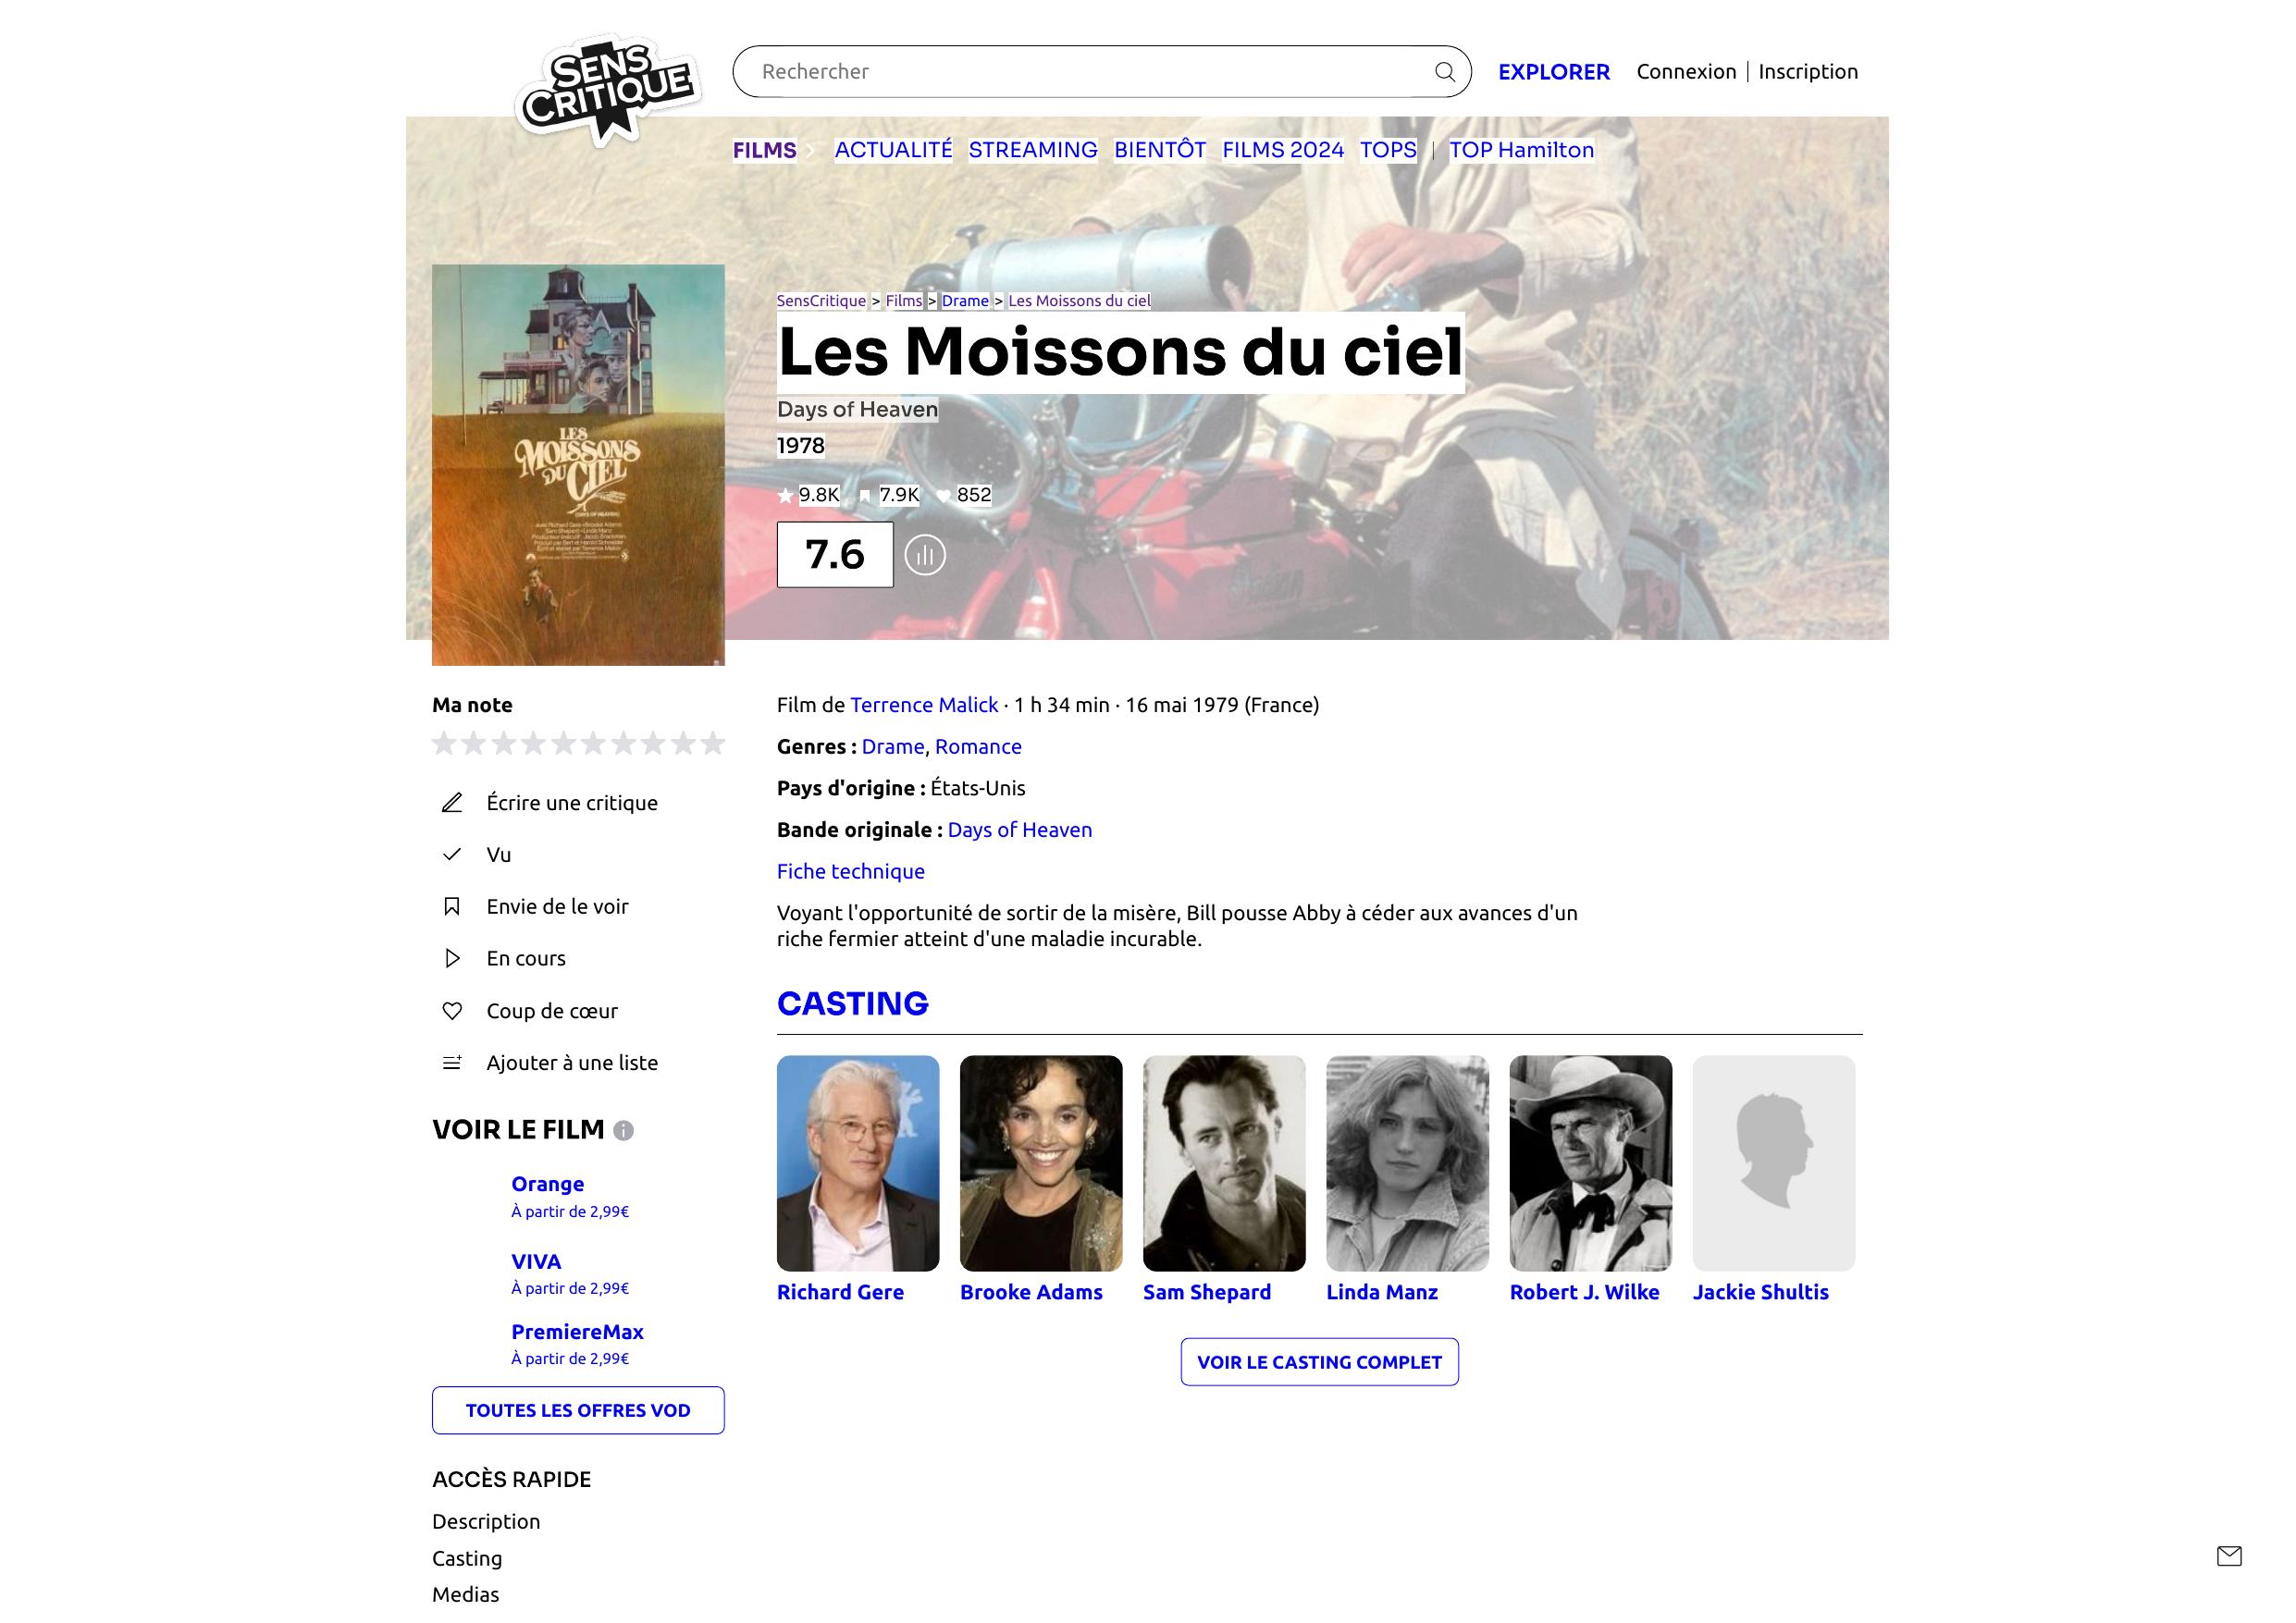 SENS
CRITIQUE
Rechercher
EXPLORER
Connexion | Inscription
FILMS
ACTUALITÉ STREAMING BIENTÔT FILMS 2024 TOPS | TOP Hamilton
SensCritique > Films > Drame > Les Moissons du ciel
Les Moissons du ciel
Days of Heaven
1978
9.8K 7.9K 852
7.6
LES
MOISSONS
DU CIEL
(DAYS OF HEAVEN)
Ma note
Écrire une critique
Vu
Envie de le voir
En cours
Coup de cœur
Ajouter à une liste
VOIR LE FILM
Orange
À partir de 2,99€
VIVA
À partir de 2,99€
PremiereMax
À partir de 2,99€
TOUTES LES OFFRES VOD
ACCÈS RAPIDE
Description
Casting
Medias
Film de Terrence Malick · 1 h 34 min · 16 mai 1979 (France)
Genres : Drame, Romance
Pays d'origine : États-Unis
Bande originale : Days of Heaven
Fiche technique
Voyant l'opportunité de sortir de la misère, Bill pousse Abby à céder aux avances d'un
riche fermier atteint d'une maladie incurable.
CASTING
Richard Gere
Brooke Adams
Sam Shepard
Linda Manz
Robert J. Wilke
Jackie Shultis
VOIR LE CASTING COMPLET